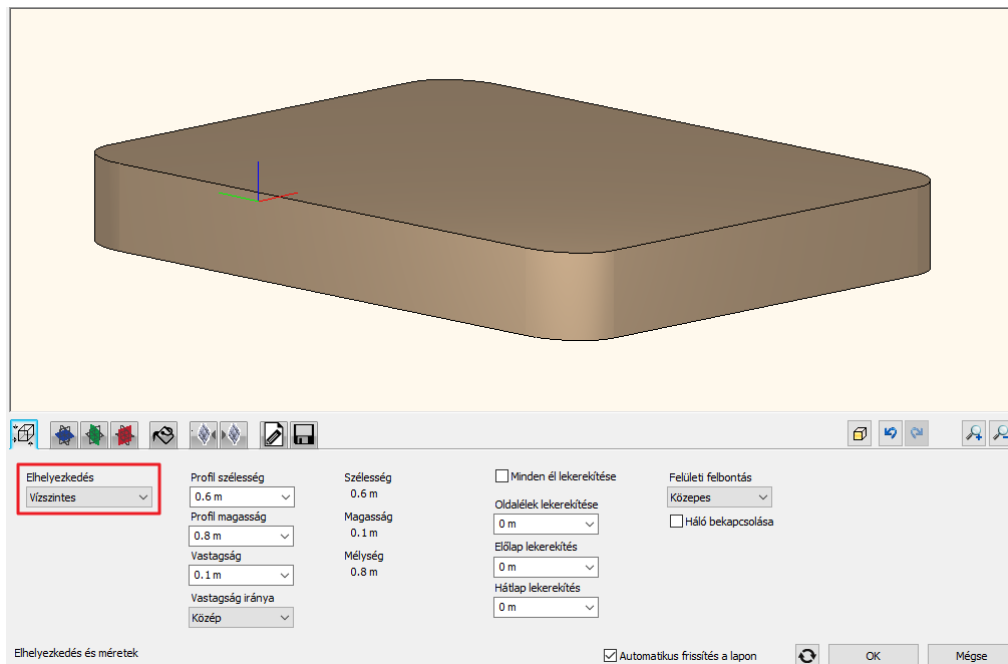 Elhelyezkedés
Vízszintes
Profil szélesség
0.6 m
Profil magasság
0.8 m
Vastagság
0.1 m
Vastagság iránya
Közép
Szélesség
0.6 m
Magasság
0.1 m
Mélység
0.8 m
Minden él lekerekítése
Oldalélek lekerekítése
0 m
Előlap lekerekítés
0 m
Hátlap lekerekítés
0 m
Felületi felbontás
Közepes
Háló bekapcsolása
Elhelyezkedés és méretek
Automatikus frissítés a lapon
OK
Mégse